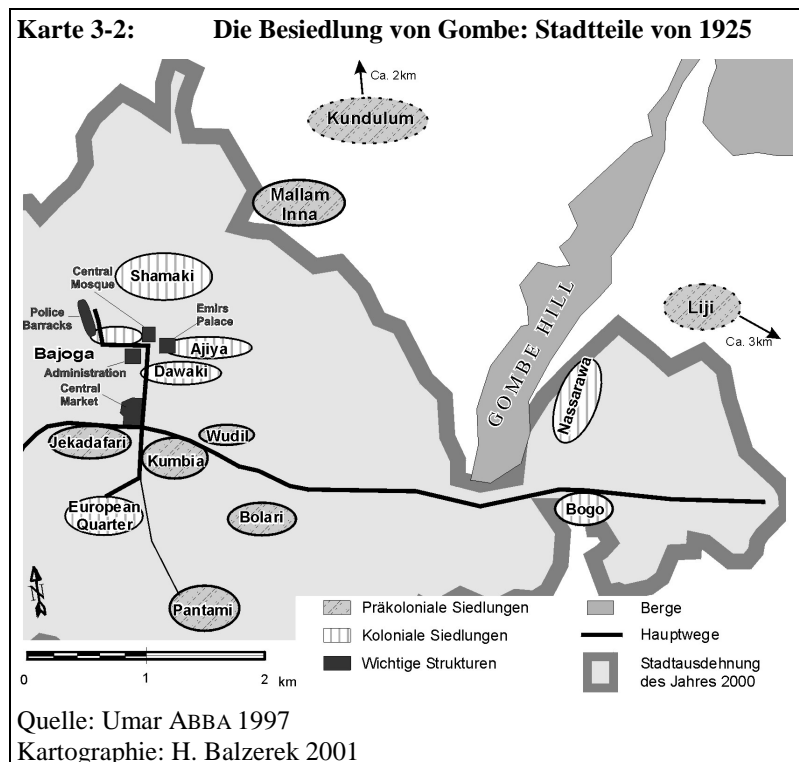 Karte 3-2: Die Besiedlung von Gombe: Stadtteile von 1925
Ca. 2km
Kundulum
Mallam
Inna
Shamaki
Central
Mosque
Police
Barracks
Emirs
Palace
Ajiya
Bajoga
Administration
Dawaki
Central
Market
Jekadafari
Wudil
Kumbia
European
Quarter
Bolari
Pantami
GOMBE HILL
Liji
Ca. 3km
Nassarawa
Bogo
N
Präkoloniale Siedlungen
Koloniale Siedlungen
Wichtige Strukturen
Berge
Hauptwege
Stadtausdehnung
des Jahres 2000
0 1 2
km
Quelle: Umar ABBA 1997
Kartographie: H. Balzerek 2001